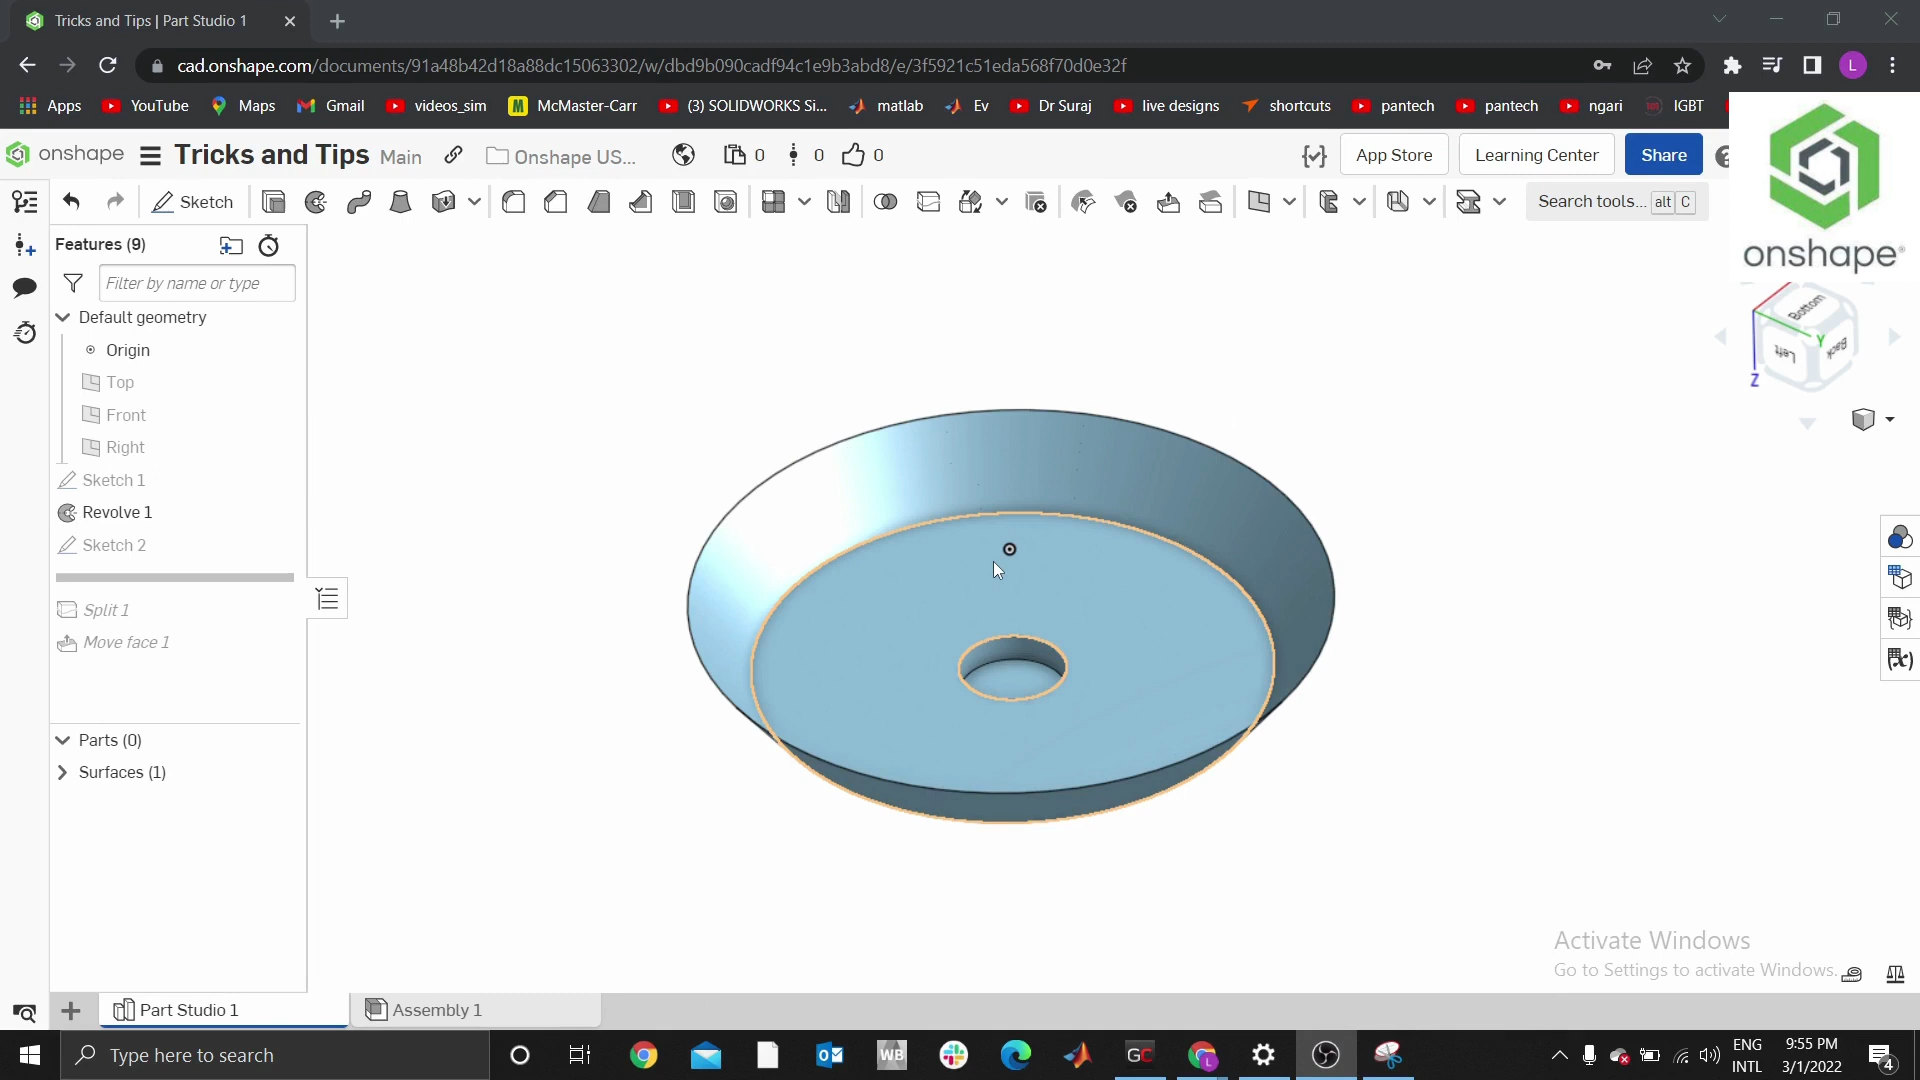 Tricks and Tips | Part Studio 1
cad.onshape.com/documents/91a48b42d18a88dc15063302/w/dbd9b090cadf94c1e9b3abd8/e/3f5921c51eda568f70d0e32f
L
Apps
YouTube
Maps
Gmail
videos_sim
M McMaster-Carr
(3) SOLIDWORKS Si...
matlab
Ev
Dr Suraj
live designs
shortcuts
pantech
pantech
ngari
IGBT
onshape
Tricks and Tips
Main
Onshape US...
0
0
0
App Store
Learning Center
Share
onshape
Sketch
Search tools... alt C
Features (9)
Filter by name or type
Default geometry
Origin
Top
Front
Right
Sketch 1
Revolve 1
Sketch 2
Split 1
Move face 1
Parts (0)
Surfaces (1)
Bottom
Left
Back
Y
Z
(x)
Activate Windows
Go to Settings to activate Windows.
Part Studio 1
Assembly 1
Type here to search
WB
GC
L
ENG
INTL
9:55 PM
3/1/2022
4